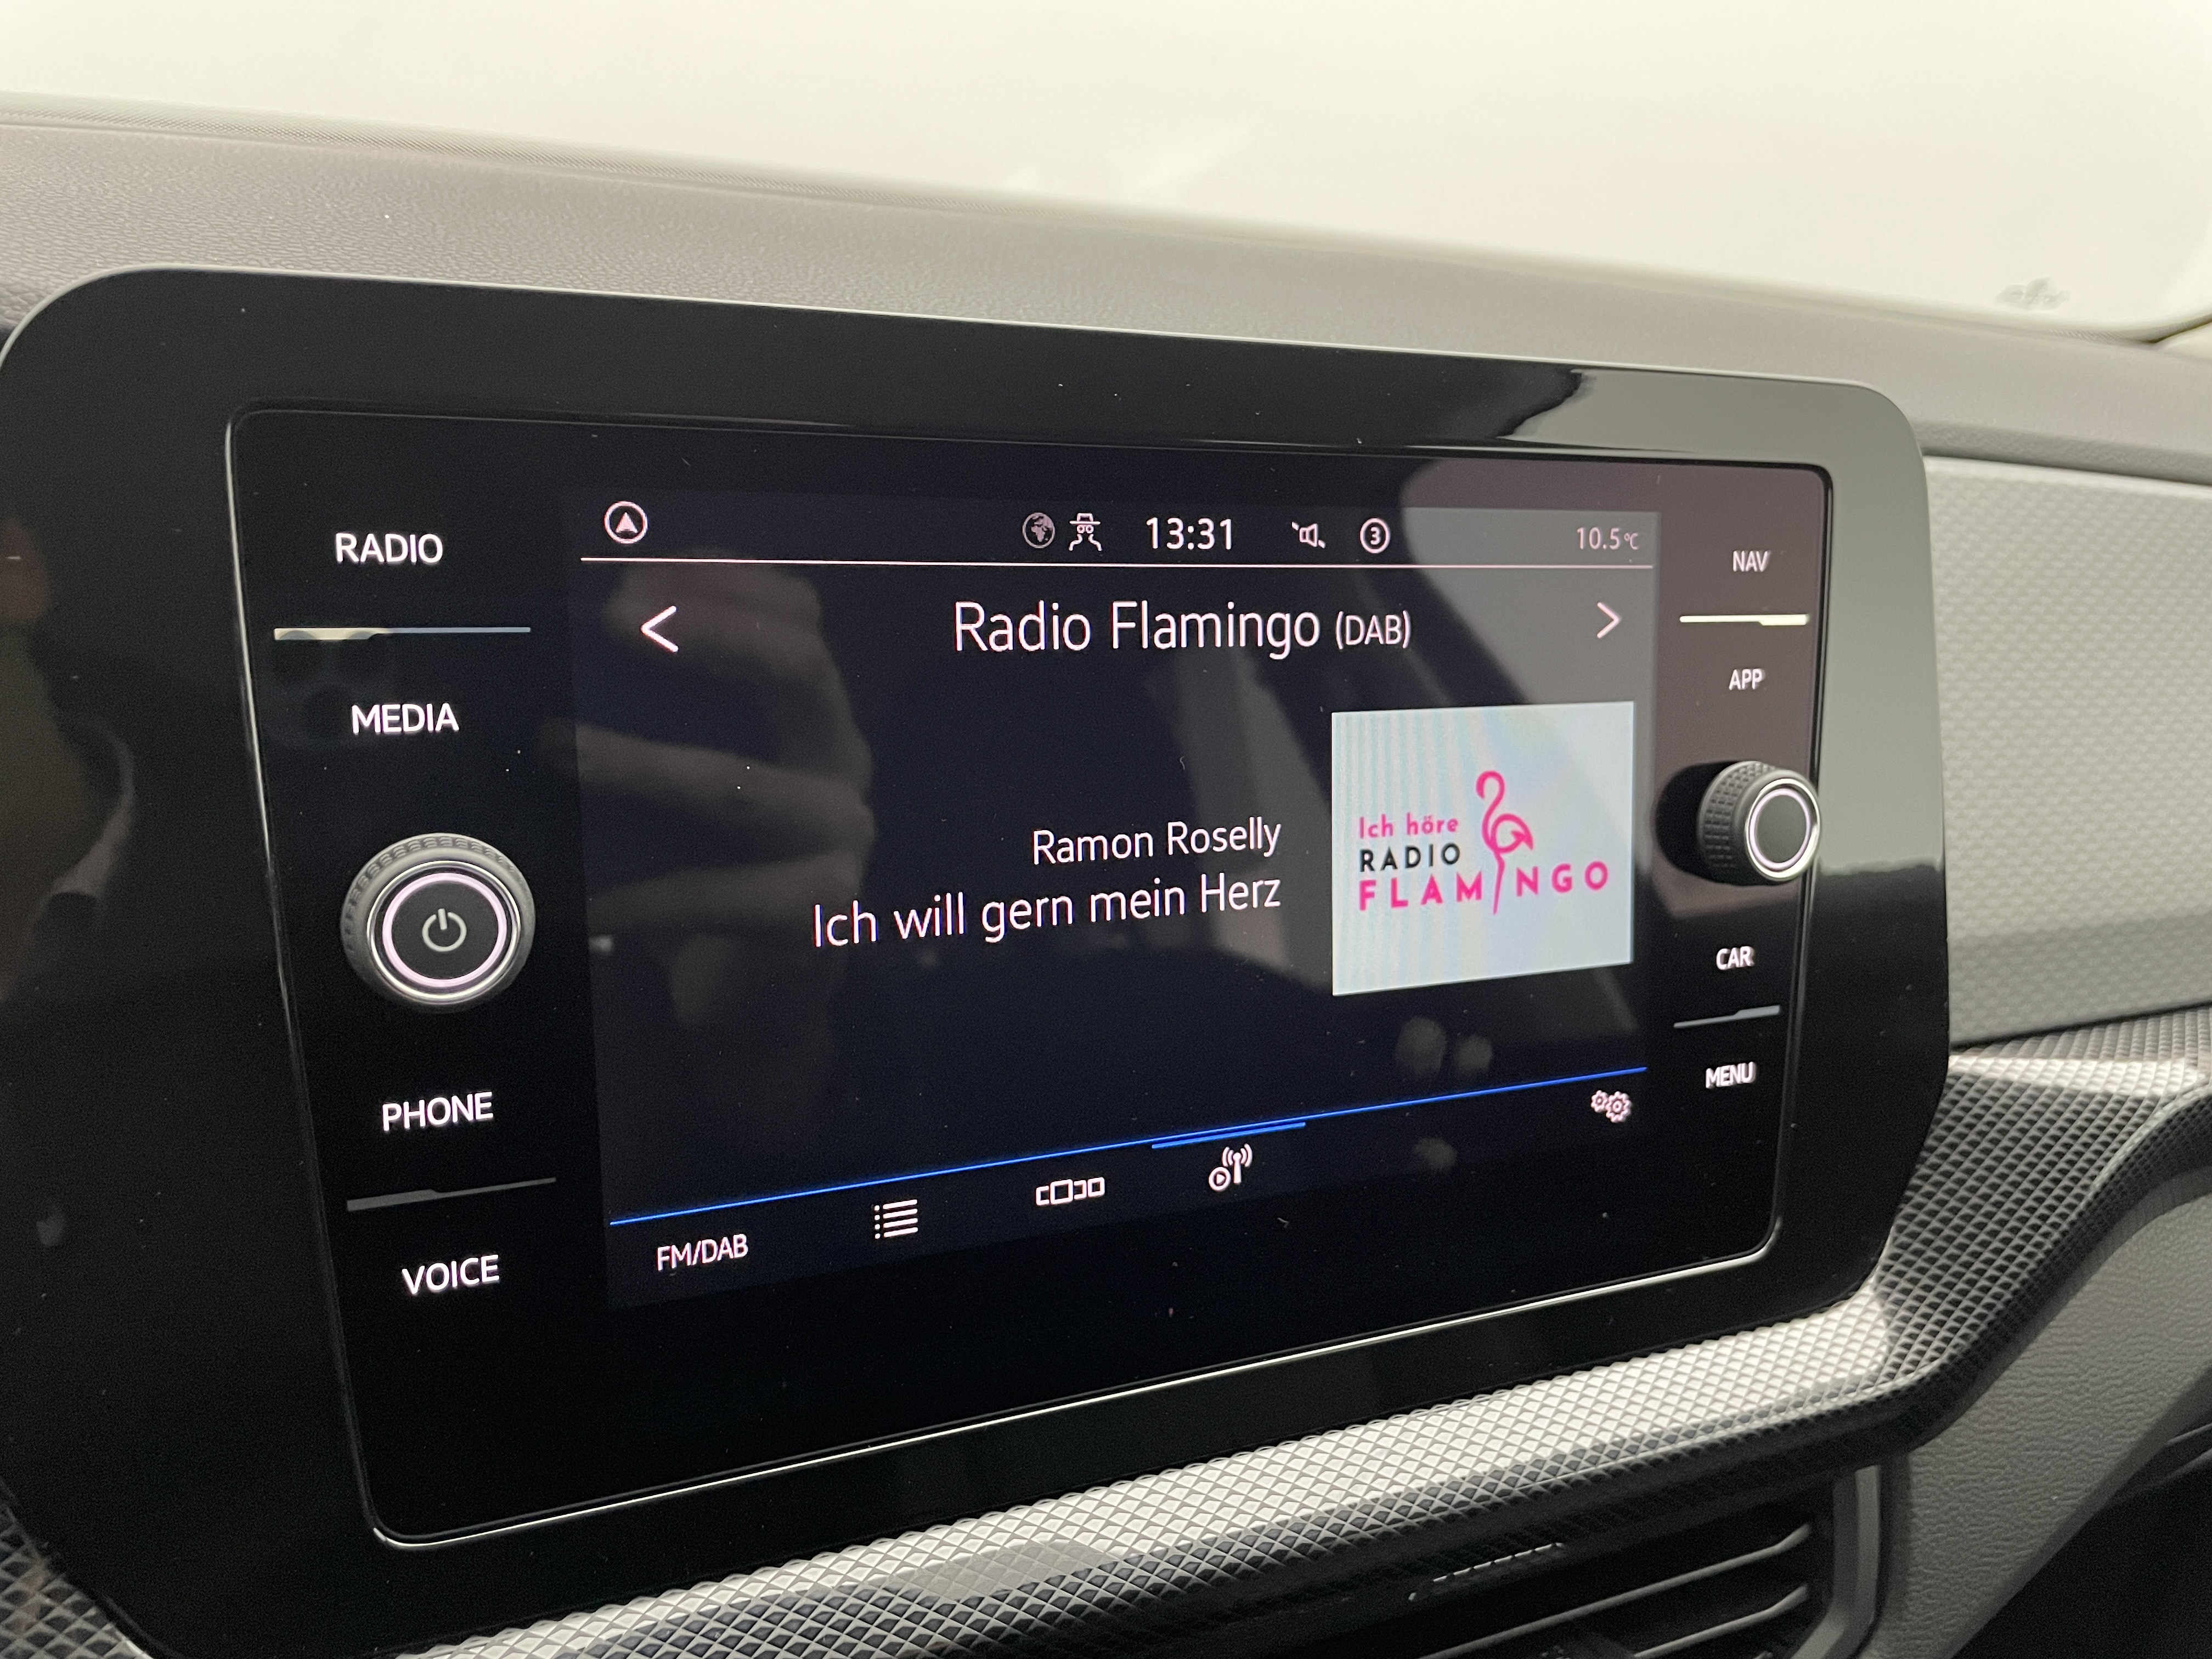 RADIO
MEDIA
PHONE
VOICE
13:31
3
10.5°C
Radio Flamingo (DAB)
Ramon Roselly
Ich will gern mein Herz
Ich höre
RADIO
FLAMINGO
FM/DAB
NAV
APP
CAR
MENU